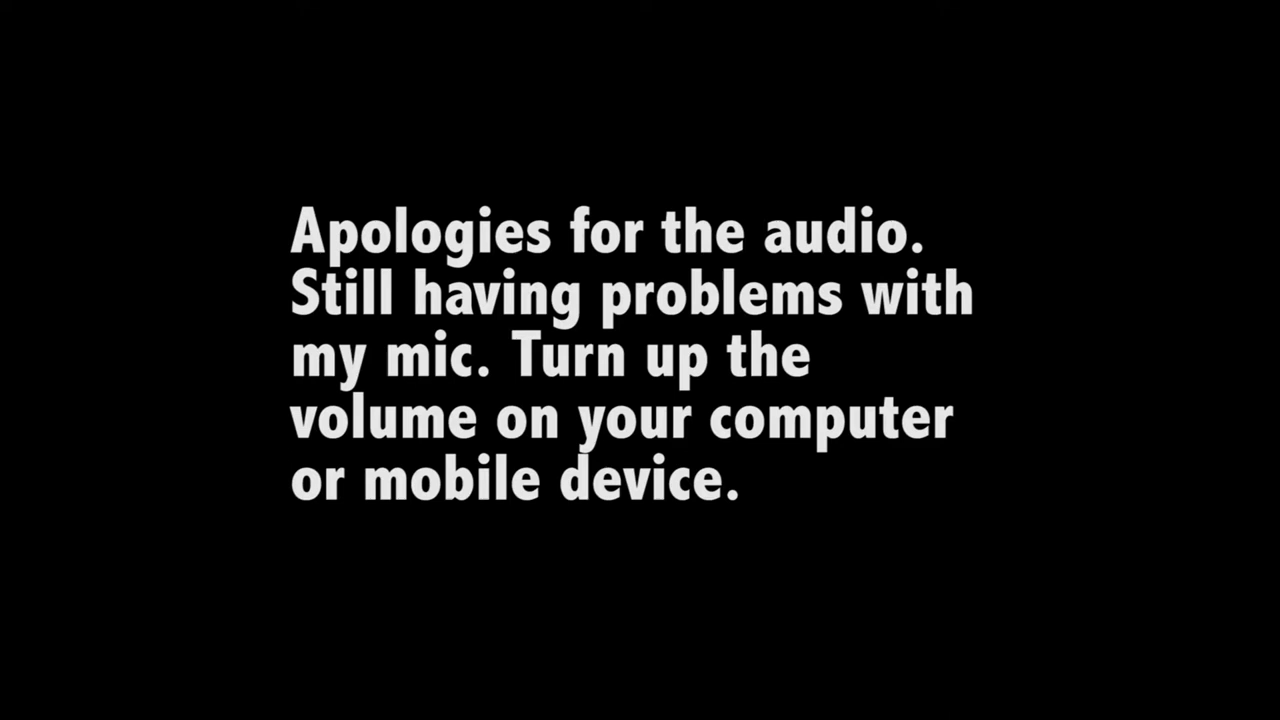 Apologies for the audio.
Still having problems with
my mic. Turn up the
volume on your computer
or mobile device.